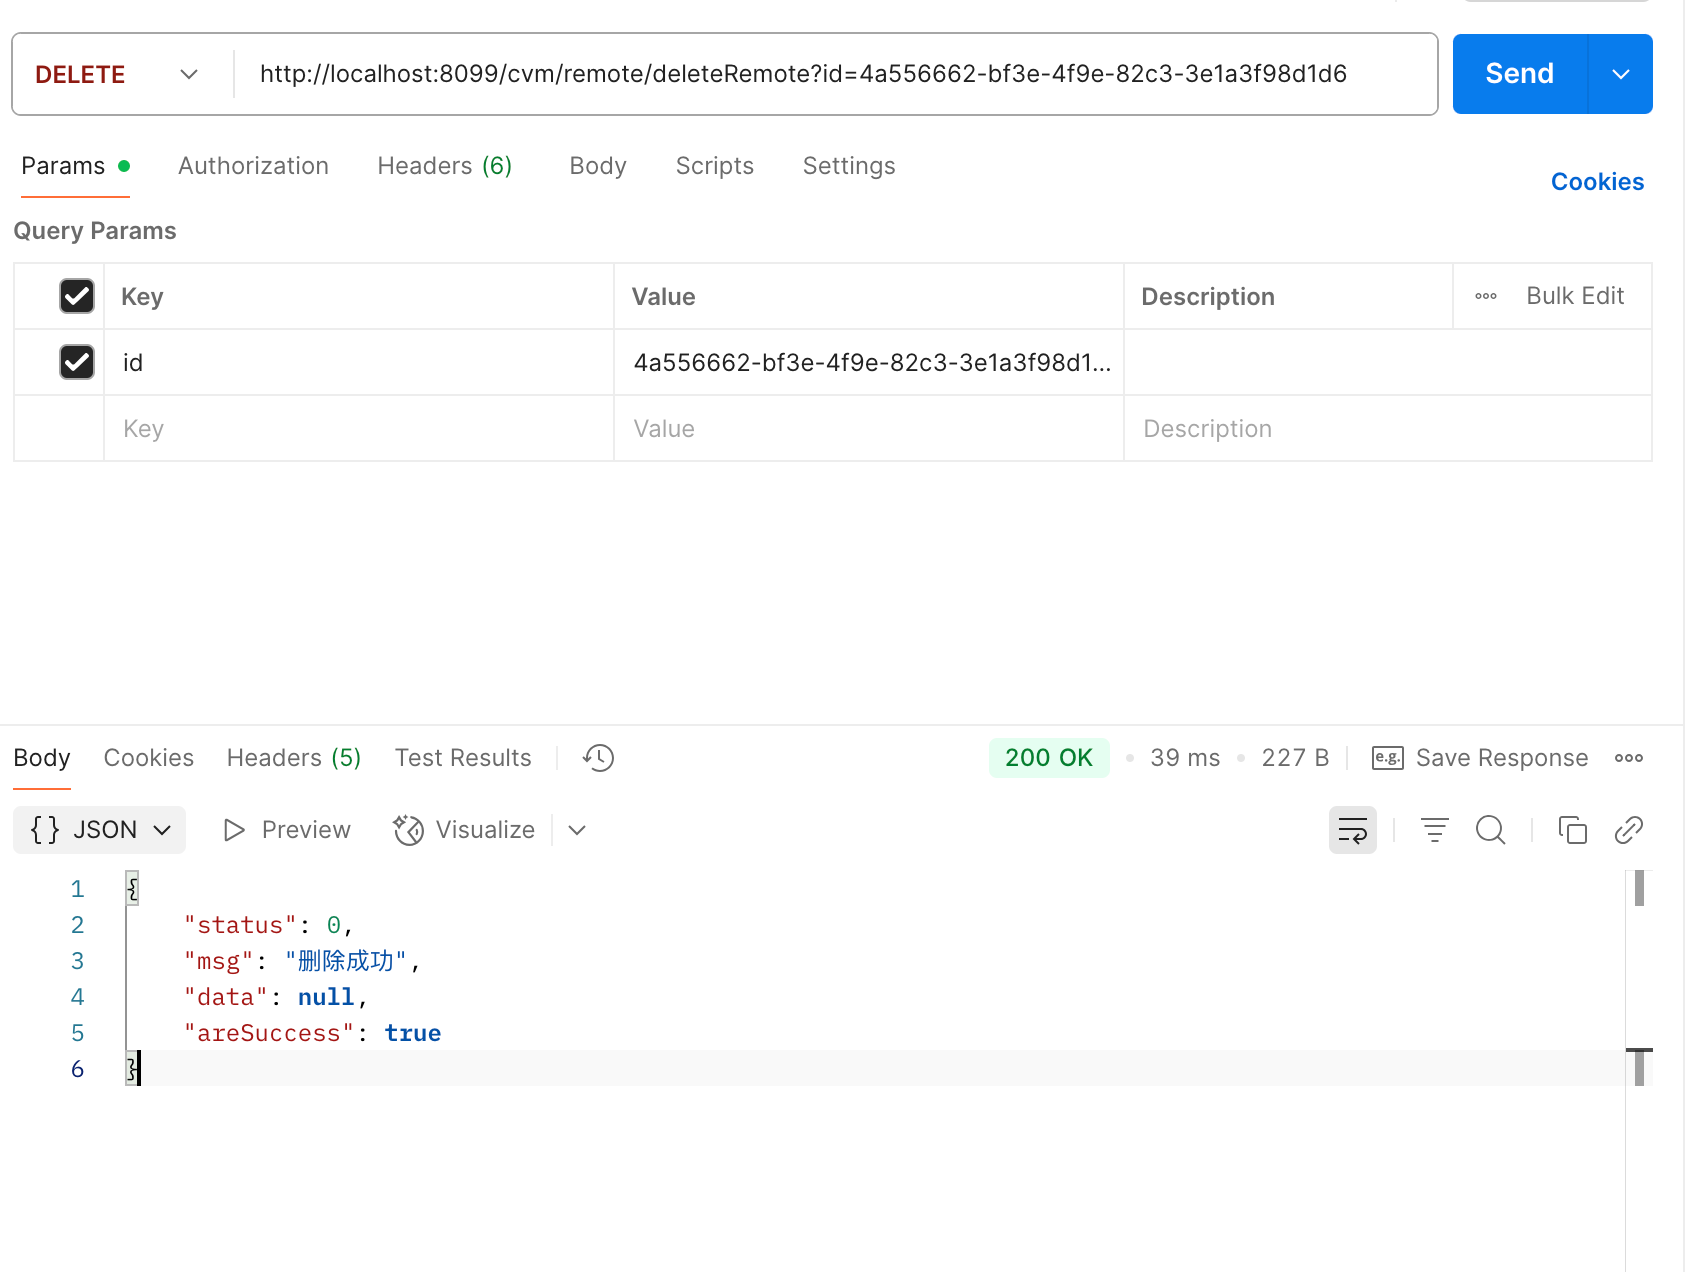 DELETE http://localhost:8099/cvm/remote/deleteRemote?id=4a556662-bf3e-4f9e-82c3-3e1a3f98d1d6 Send
Params Authorization Headers (6) Body Scripts Settings Cookies
Query Params
Key Value Description Bulk Edit
id 4a556662-bf3e-4f9e-82c3-3e1a3f98d1...
Key Value Description
Body Cookies Headers (5) Test Results 200 OK 39 ms 227 B e.g. Save Response
{} JSON Preview Visualize
1 {
2 "status": 0,
3 "msg": "删除成功",
4 "data": null,
5 "areSuccess": true
6 }